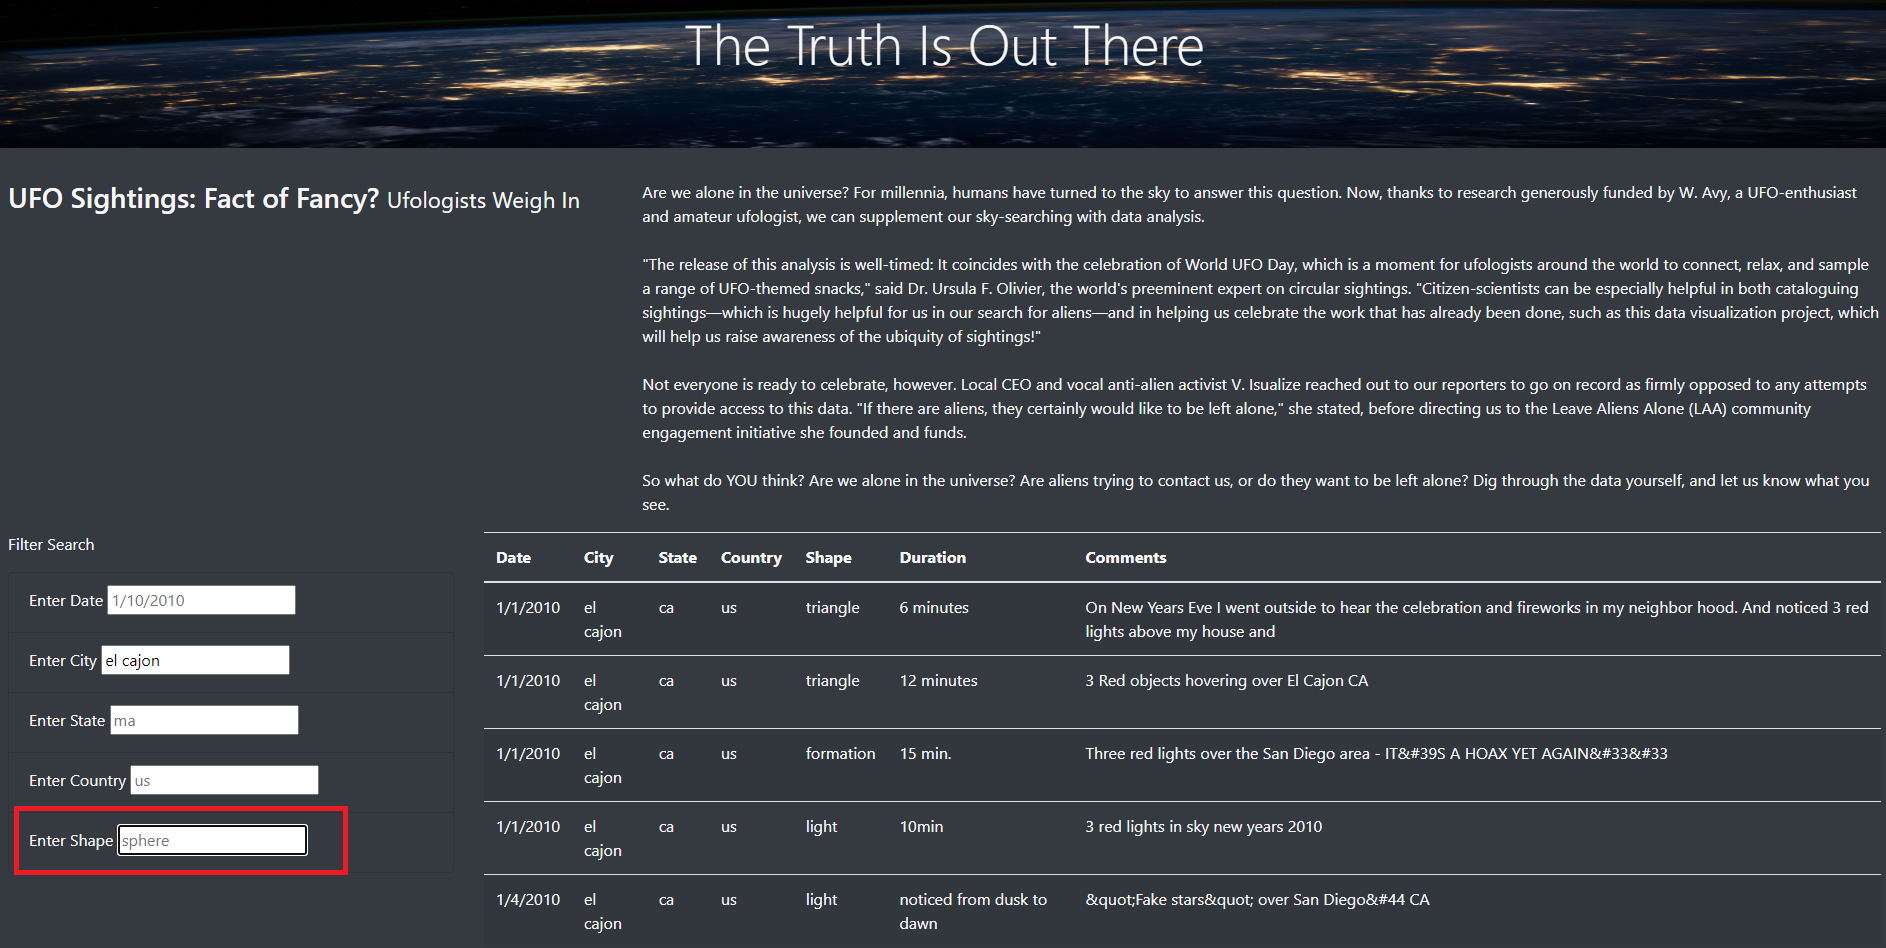 The Truth Is Out There
UFO Sightings: Fact of Fancy? Ufologists Weigh In
Are we alone in the universe? For millennia, humans have turned to the sky to answer this question. Now, thanks to research generously funded by W. Avy, a UFO-enthusiast
and amateur ufologist, we can supplement our sky-searching with data analysis.
"The release of this analysis is well-timed: It coincides with the celebration of World UFO Day, which is a moment for ufologists around the world to connect, relax, and sample
a range of UFO-themed snacks," said Dr. Ursula F. Olivier, the world's preeminent expert on circular sightings. "Citizen-scientists can be especially helpful in both cataloguing
sightings—which is hugely helpful for us in our search for aliens—and in helping us celebrate the work that has already been done, such as this data visualization project, which
will help us raise awareness of the ubiquity of sightings!"
Not everyone is ready to celebrate, however. Local CEO and vocal anti-alien activist V. Isualize reached out to our reporters to go on record as firmly opposed to any attempts
to provide access to this data. "If there are aliens, they certainly would like to be left alone," she stated, before directing us to the Leave Aliens Alone (LAA) community
engagement initiative she founded and funds.
So what do YOU think? Are we alone in the universe? Are aliens trying to contact us, or do they want to be left alone? Dig through the data yourself, and let us know what you
see.
Filter Search
Enter Date 1/10/2010
Enter City el cajon
Enter State ma
Enter Country us
Enter Shape sphere
Date City State Country Shape Duration Comments
1/1/2010 el ca us triangle 6 minutes On New Years Eve I went outside to hear the celebration and fireworks in my neighbor hood. And noticed 3 red
cajon lights above my house and
1/1/2010 el ca us triangle 12 minutes 3 Red objects hovering over El Cajon CA
cajon
1/1/2010 el ca us formation 15 min. Three red lights over the San Diego area - IT&#39S A HOAX YET AGAIN&#33&#33
cajon
1/1/2010 el ca us light 10min 3 red lights in sky new years 2010
cajon
1/4/2010 el ca us light noticed from dusk to &quot;Fake stars&quot; over San Diego&#44 CA
cajon dawn